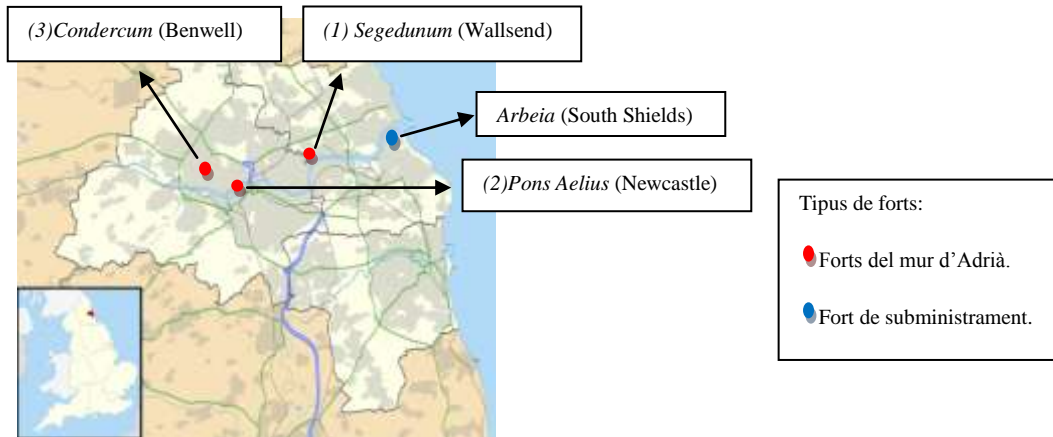 (3)Condercum (Benwell)
(1) Segedunum (Wallsend)
Arbeia (South Shields)
(2)Pons Aelius (Newcastle)
Tipus de forts:
Forts del mur d’Adrià.
Fort de subministrament.